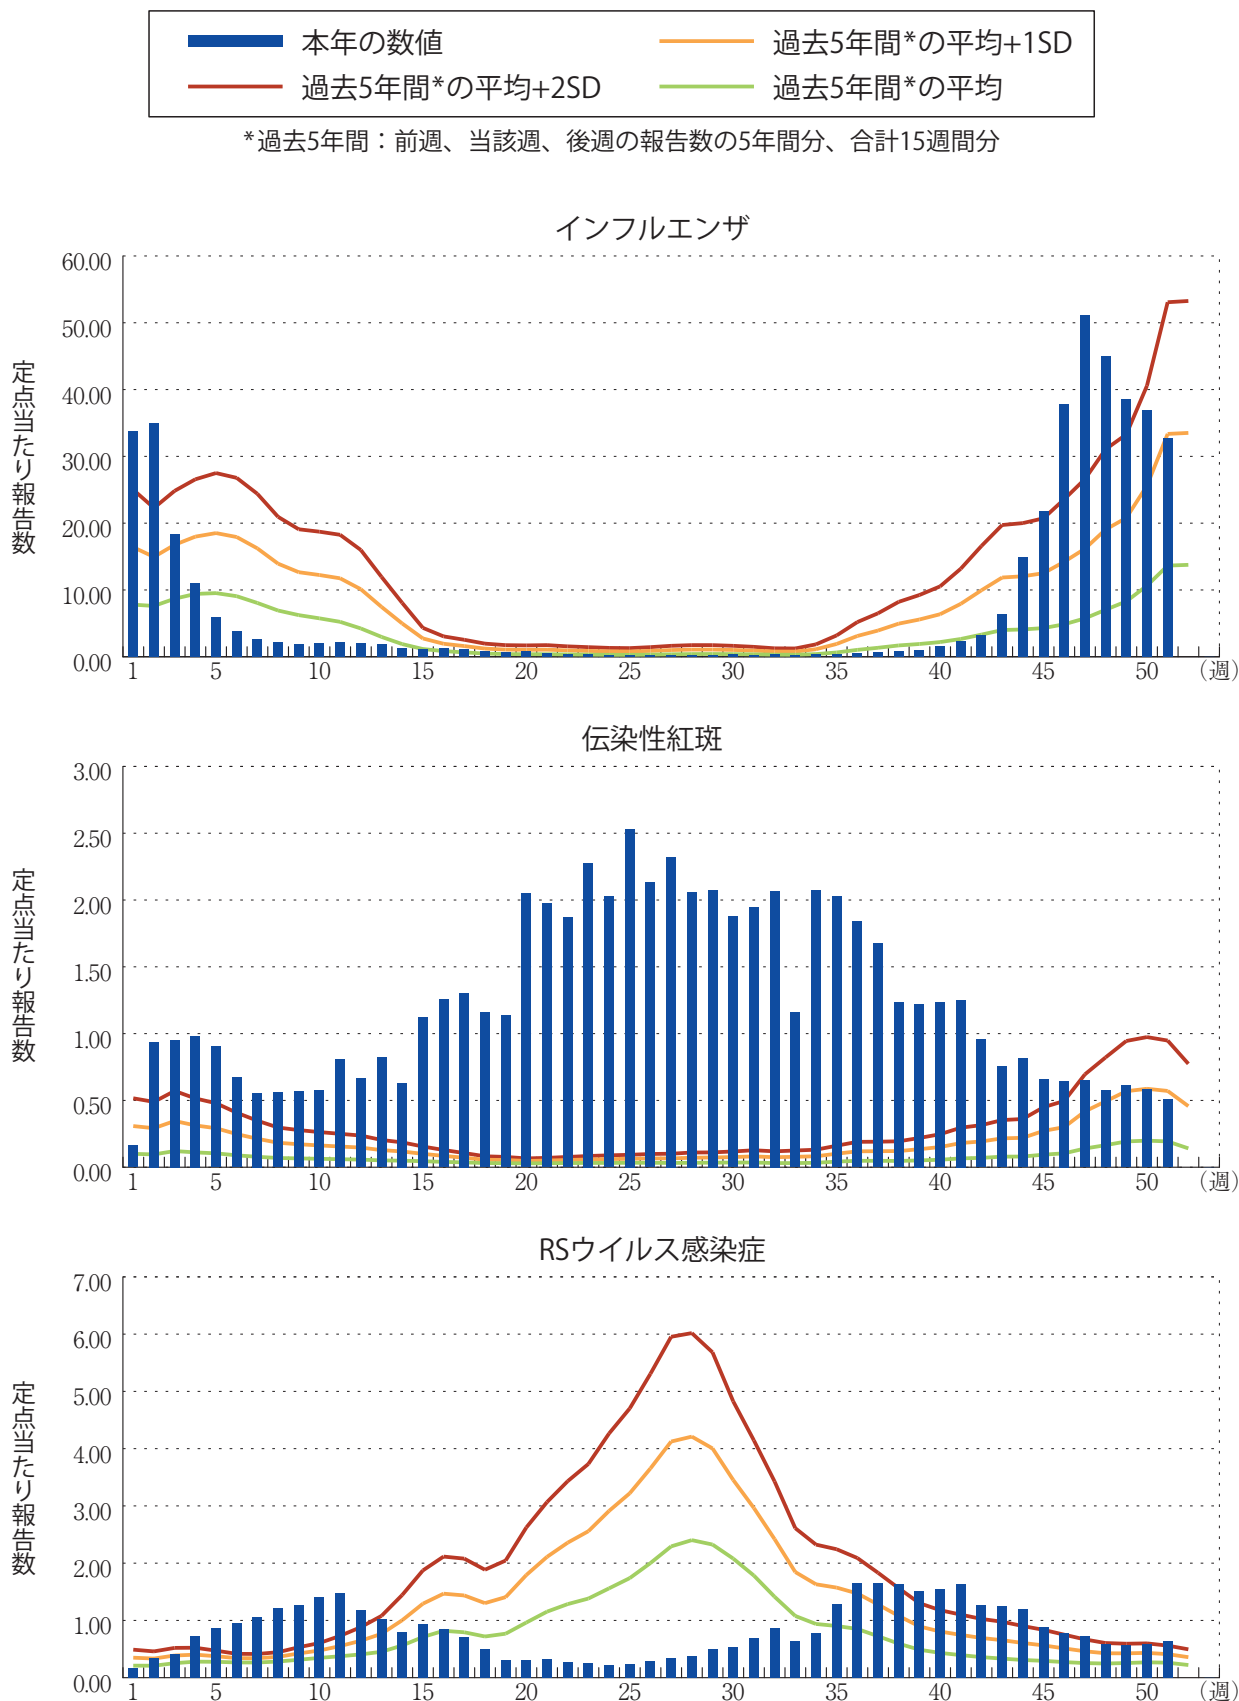 本年の数値
過去5年間*の平均+1SD
過去5年間*の平均+2SD
過去5年間*の平均
*過去5年間：前週、当該週、後週の報告数の5年間分、合計15週間分
インフルエンザ
定点当たり報告数
60.00
50.00
40.00
30.00
20.00
10.00
0.00
1 5 10 15 20 25 30 35 40 45 50 （週）
伝染性紅斑
定点当たり報告数
3.00
2.50
2.00
1.50
1.00
0.50
0.00
1 5 10 15 20 25 30 35 40 45 50 （週）
RSウイルス感染症
定点当たり報告数
7.00
6.00
5.00
4.00
3.00
2.00
1.00
0.00
1 5 10 15 20 25 30 35 40 45 50 （週）